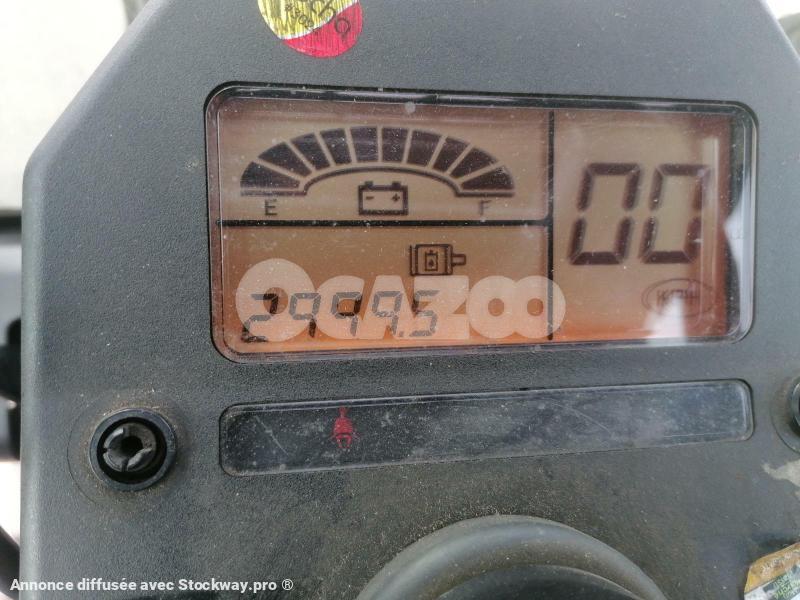 E F
00
km/h
OCAZOO
2999.5
Annonce diffusée avec Stockway.pro ®